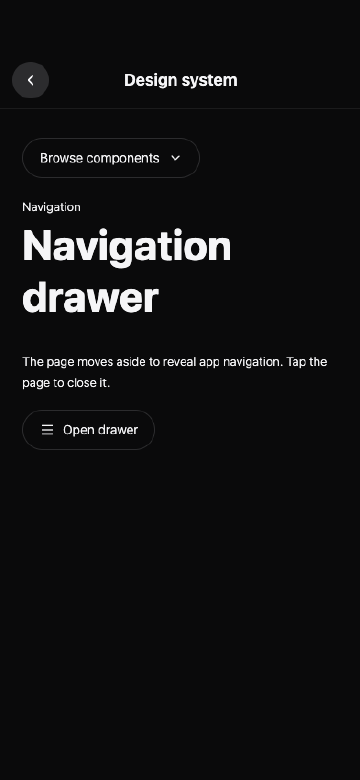 Design system
Browse components
Navigation
Navigation
drawer
The page moves aside to reveal app navigation. Tap the
page to close it.
Open drawer